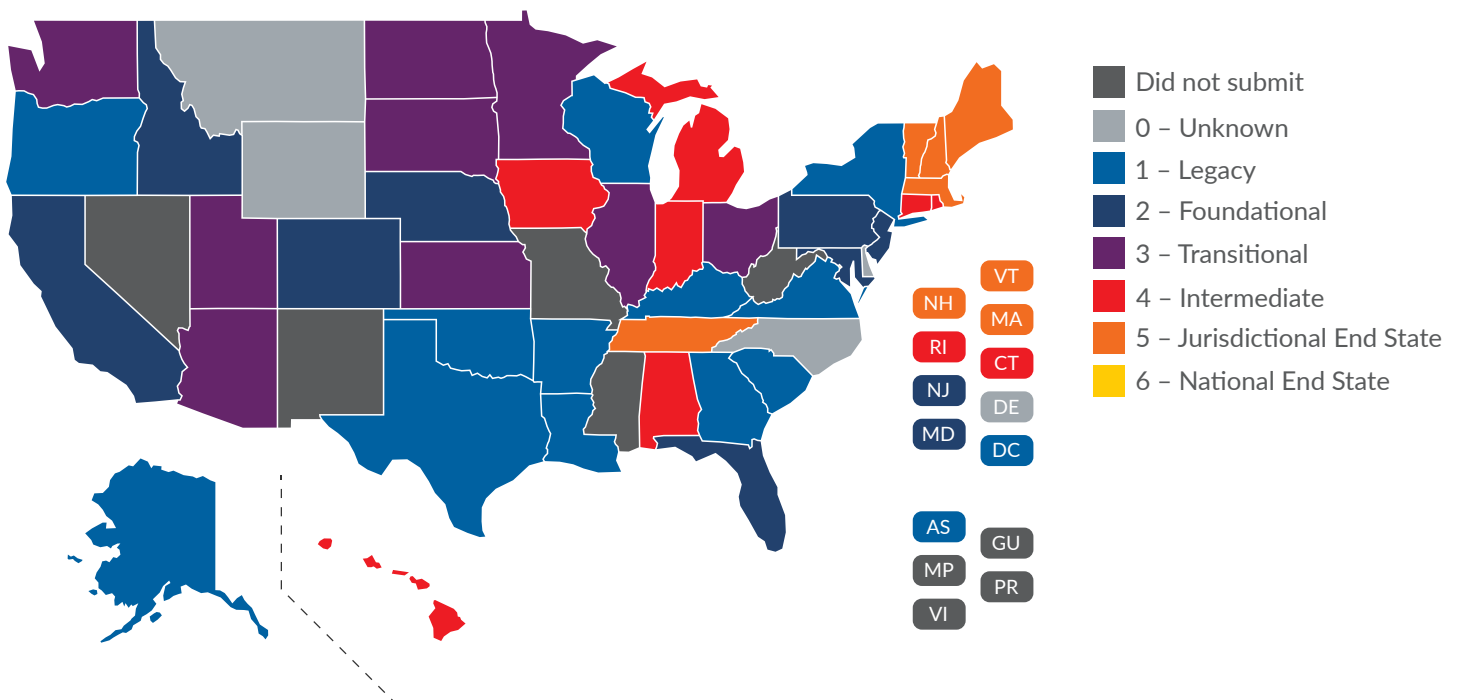 VT
NH
MA
RI
CT
NJ
DE
MD
DC
AS
GU
MP
PR
VI
Did not submit
0 – Unknown
1 – Legacy
2 – Foundational
3 – Transitional
4 – Intermediate
5 – Jurisdictional End State
6 – National End State